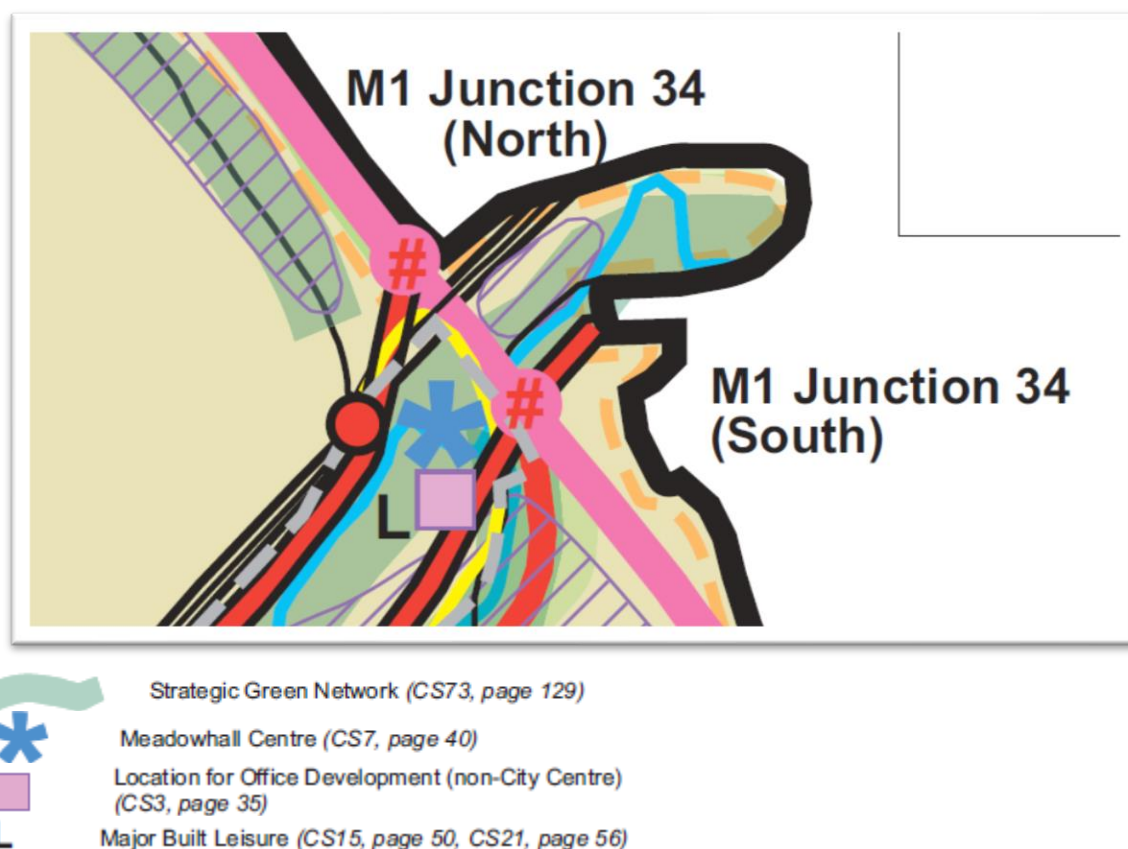 M1 Junction 34
(North)
#
#
M1 Junction 34
(South)
L
Strategic Green Network (CS73, page 129)
Meadowhall Centre (CS7, page 40)
Location for Office Development (non-City Centre)
(CS3, page 35)
L Major Built Leisure (CS15, page 50, CS21, page 56)